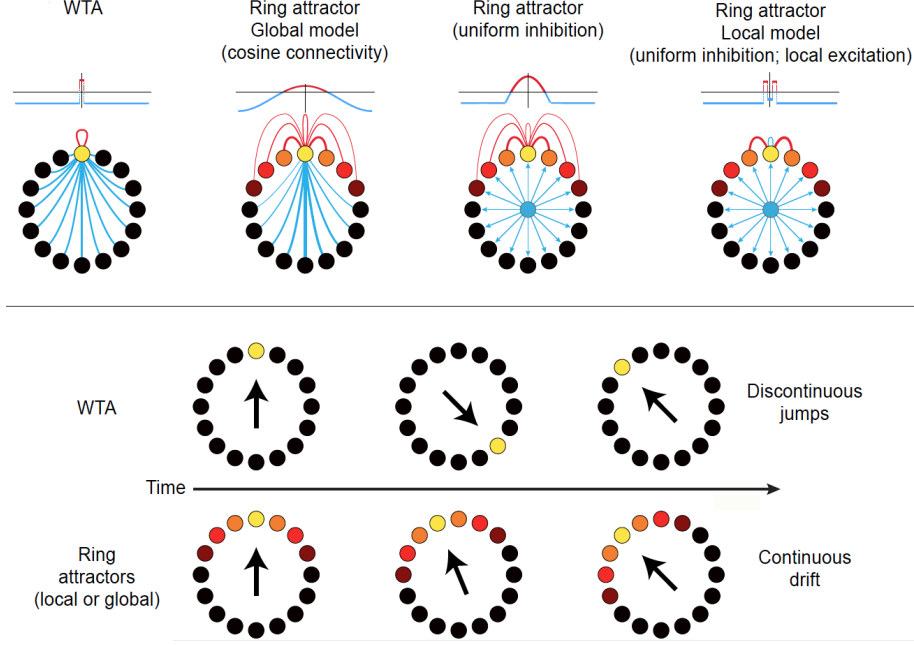 WTA
Ring attractor
Global model
(cosine connectivity)
Ring attractor
(uniform inhibition)
Ring attractor
Local model
(uniform inhibition; local excitation)
WTA
Discontinuous
jumps
Time
Ring
attractors
(local or global)
Continuous
drift